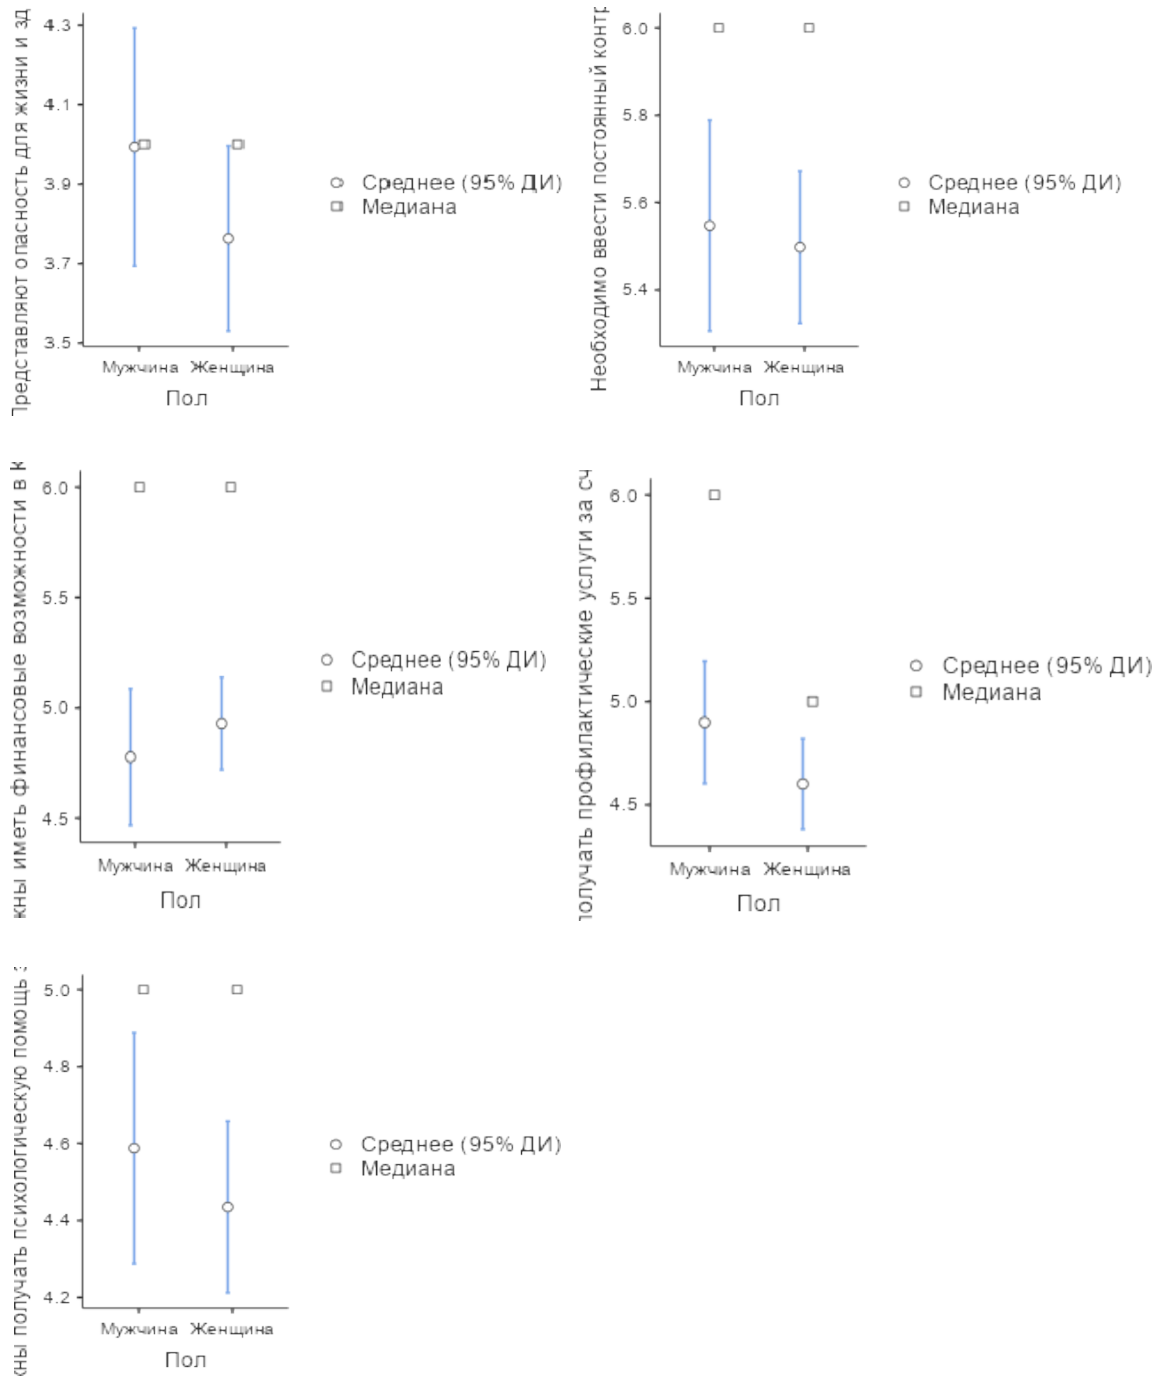 Представляют опасность для жизни и зд
4.3
4.1
3.9
3.7
3.5
Мужчина Женщина
Пол
Среднее (95% ДИ)
Медиана
Необходимо ввести постоянный контр
6.0
5.8
5.6
5.4
Мужчина Женщина
Пол
Среднее (95% ДИ)
Медиана
жны иметь финансовые возможности в к
6.0
5.5
5.0
4.5
Мужчина Женщина
Пол
Среднее (95% ДИ)
Медиана
получать профилактические услуги за сч
6.0
5.5
5.0
4.5
Мужчина Женщина
Пол
Среднее (95% ДИ)
Медиана
жны получать психологическую помощь
5.0
4.8
4.6
4.4
4.2
Мужчина Женщина
Пол
Среднее (95% ДИ)
Медиана